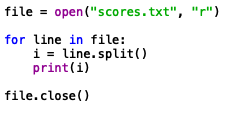 file = open("scores.txt", "r")
for line in file:
    i = line.split()
    print(i)
file.close()